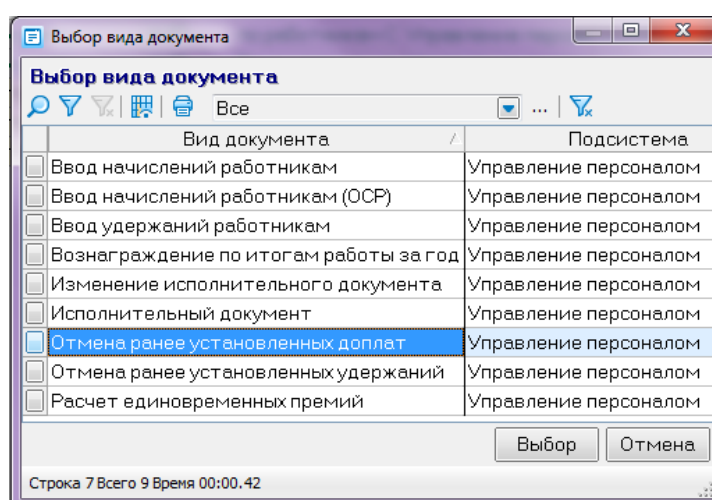 Выбор вида документа
Выбор вида документа
Все ...
Вид документа Подсистема
Ввод начислений работникам Управление персоналом
Ввод начислений работникам (ОСР) Управление персоналом
Ввод удержаний работникам Управление персоналом
Вознаграждение по итогам работы за год Управление персоналом
Изменение исполнительного документа Управление персоналом
Исполнительный документ Управление персоналом
Отмена ранее установленных доплат Управление персоналом
Отмена ранее установленных удержаний Управление персоналом
Расчет единовременных премий Управление персоналом
Выбор Отмена
Строка 7 Всего 9 Время 00:00.42